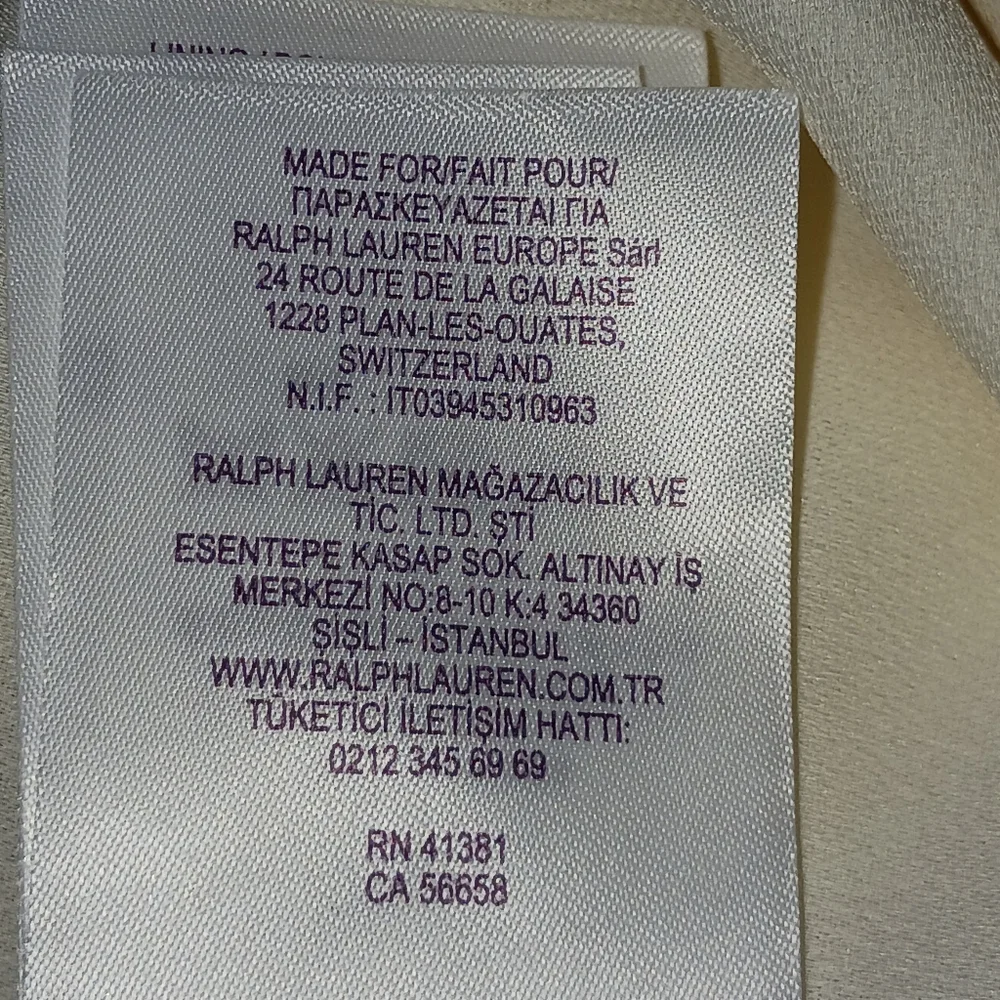 MADE FOR/FAIT POUR/
ΠΑΡΑΣΚΕΥΑΖΕΤΑΙ ΓΙΑ
RALPH LAUREN EUROPE Sárl
24 ROUTE DE LA GALAISE
1228 PLAN-LES-OUATES,
SWITZERLAND
N.I.F. : IT03945310963
RALPH LAUREN MAĞAZACILIK VE
TİC. LTD. ŞTİ
ESENTEPE KASAP SOK. ALTINAY İŞ
MERKEZİ NO:8-10 K:4 34360
ŞİŞLİ – İSTANBUL
WWW.RALPHLAUREN.COM.TR
TÜKETİCİ İLETİŞİM HATTI:
0212 345 69 69
RN 41381
CA 56658